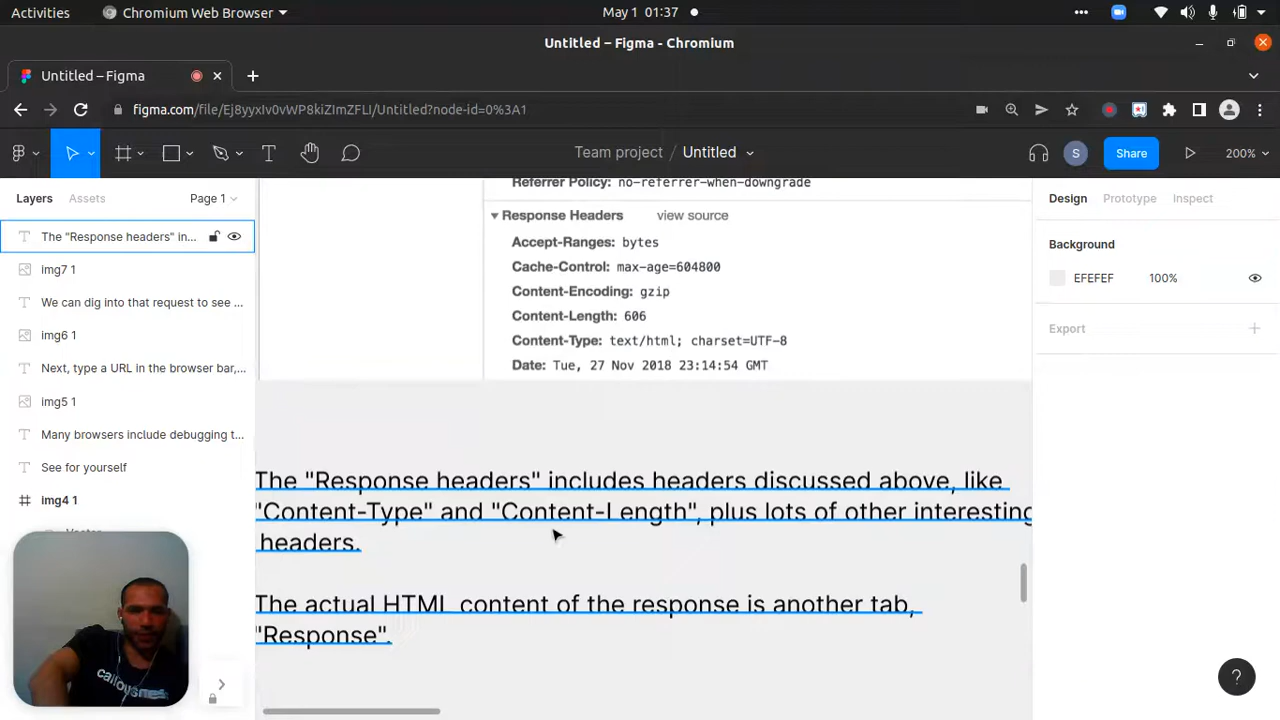 Activities
Chromium Web Browser
May 1 01:37
Untitled – Figma - Chromium
Untitled – Figma
figma.com/file/Ej8yyxIv0vWP8kiZImZFLI/Untitled?node-id=0%3A1
Team project / Untitled
S
Share
200%
Layers
Assets
Page 1
Design
Prototype
Inspect
The "Response headers" in...
img7 1
We can dig into that request to see ...
img6 1
Next, type a URL in the browser bar,...
img5 1
Many browsers include debugging t...
See for yourself
img4 1
Vector
Referrer Policy: no-referrer-when-downgrade
Response Headers view source
Accept-Ranges: bytes
Cache-Control: max-age=604800
Content-Encoding: gzip
Content-Length: 606
Content-Type: text/html; charset=UTF-8
Date: Tue, 27 Nov 2018 23:14:54 GMT
The "Response headers" includes headers discussed above, like
"Content-Type" and "Content-Length", plus lots of other interesting
headers.
The actual HTML content of the response is another tab,
"Response".
Background
EFEFEF 100%
Export
?